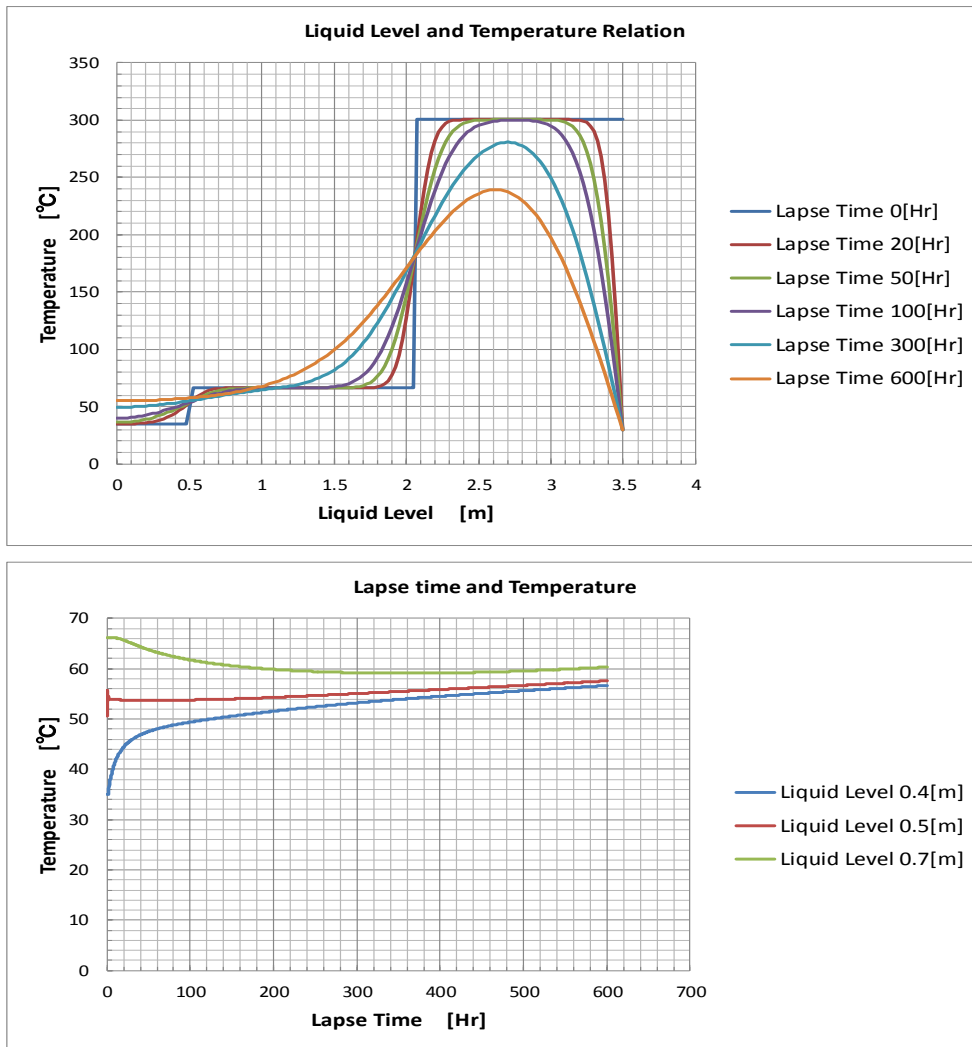 Liquid Level and Temperature Relation
350
300
250
200
150
100
50
0
Temperature [℃]
0 0.5 1 1.5 2 2.5 3 3.5 4
Liquid Level [m]
Lapse Time 0[Hr]
Lapse Time 20[Hr]
Lapse Time 50[Hr]
Lapse Time 100[Hr]
Lapse Time 300[Hr]
Lapse Time 600[Hr]
Lapse time and Temperature
70
60
50
40
30
20
10
0
Temperature [℃]
0 100 200 300 400 500 600 700
Lapse Time [Hr]
Liquid Level 0.4[m]
Liquid Level 0.5[m]
Liquid Level 0.7[m]